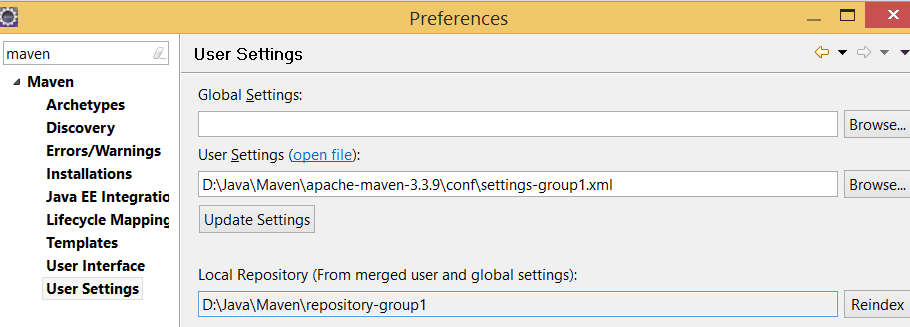 Preferences
maven
User Settings
Maven
Archetypes
Discovery
Errors/Warnings
Installations
Java EE Integratio
Lifecycle Mapping
Templates
User Interface
User Settings
Global Settings:
Browse...
User Settings (open file):
D:\Java\Maven\apache-maven-3.3.9\conf\settings-group1.xml
Browse...
Update Settings
Local Repository (From merged user and global settings):
D:\Java\Maven\repository-group1
Reindex